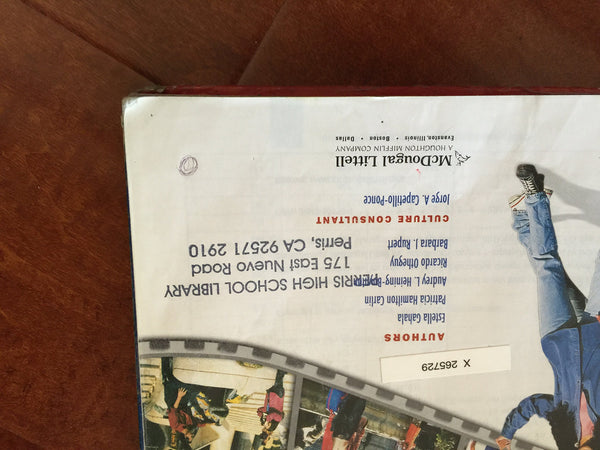 X 265729
AUTHORS
Estella Gahala
Patricia Hamilton Carlin
Audrey L. Heining-Boynton
Ricardo Otheguy
Barbara J. Rupert
CULTURE CONSULTANT
Jorge A. Capetillo-Ponce
PERRIS HIGH SCHOOL LIBRARY
175 East Nuevo Road
Perris, CA 92571 2910
McDougal Littell
A HOUGHTON MIFFLIN COMPANY
Evanston, Illinois • Boston • Dallas